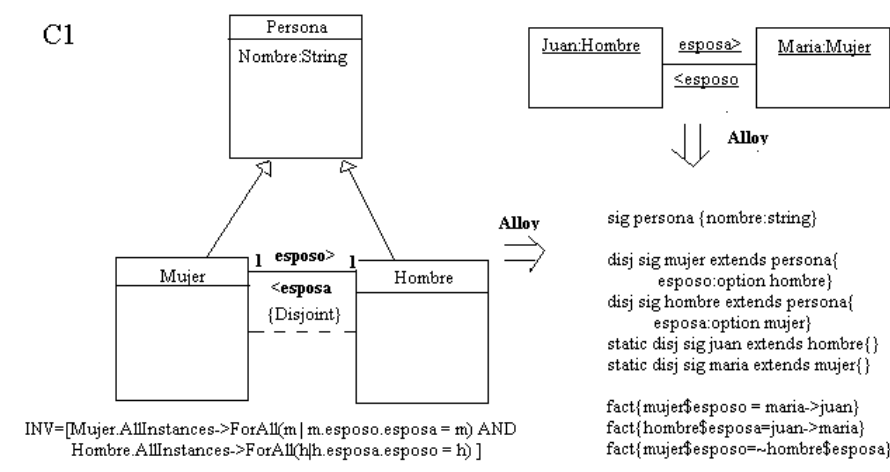 C1
Persona
Nombre:String
Mujer
1 esposo> 1
<esposa
{Disjoint}
Hombre
INV=[Mujer.AllInstances->ForAll(m| m.esposo.esposa = m) AND
Hombre.AllInstances->ForAll(h|h.esposa.esposo = h) ]
Juan:Hombre
esposa>
<esposo
Maria:Mujer
Alloy
Alloy
sig persona {nombre:string}
disj sig mujer extends persona{
esposo:option hombre}
disj sig hombre extends persona{
esposa:option mujer}
static disj sig juan extends hombre{}
static disj sig maria extends mujer{}
fact{mujer$esposo = maria->juan}
fact{hombre$esposa=juan->maria}
fact{mujer$esposo=~hombre$esposa}